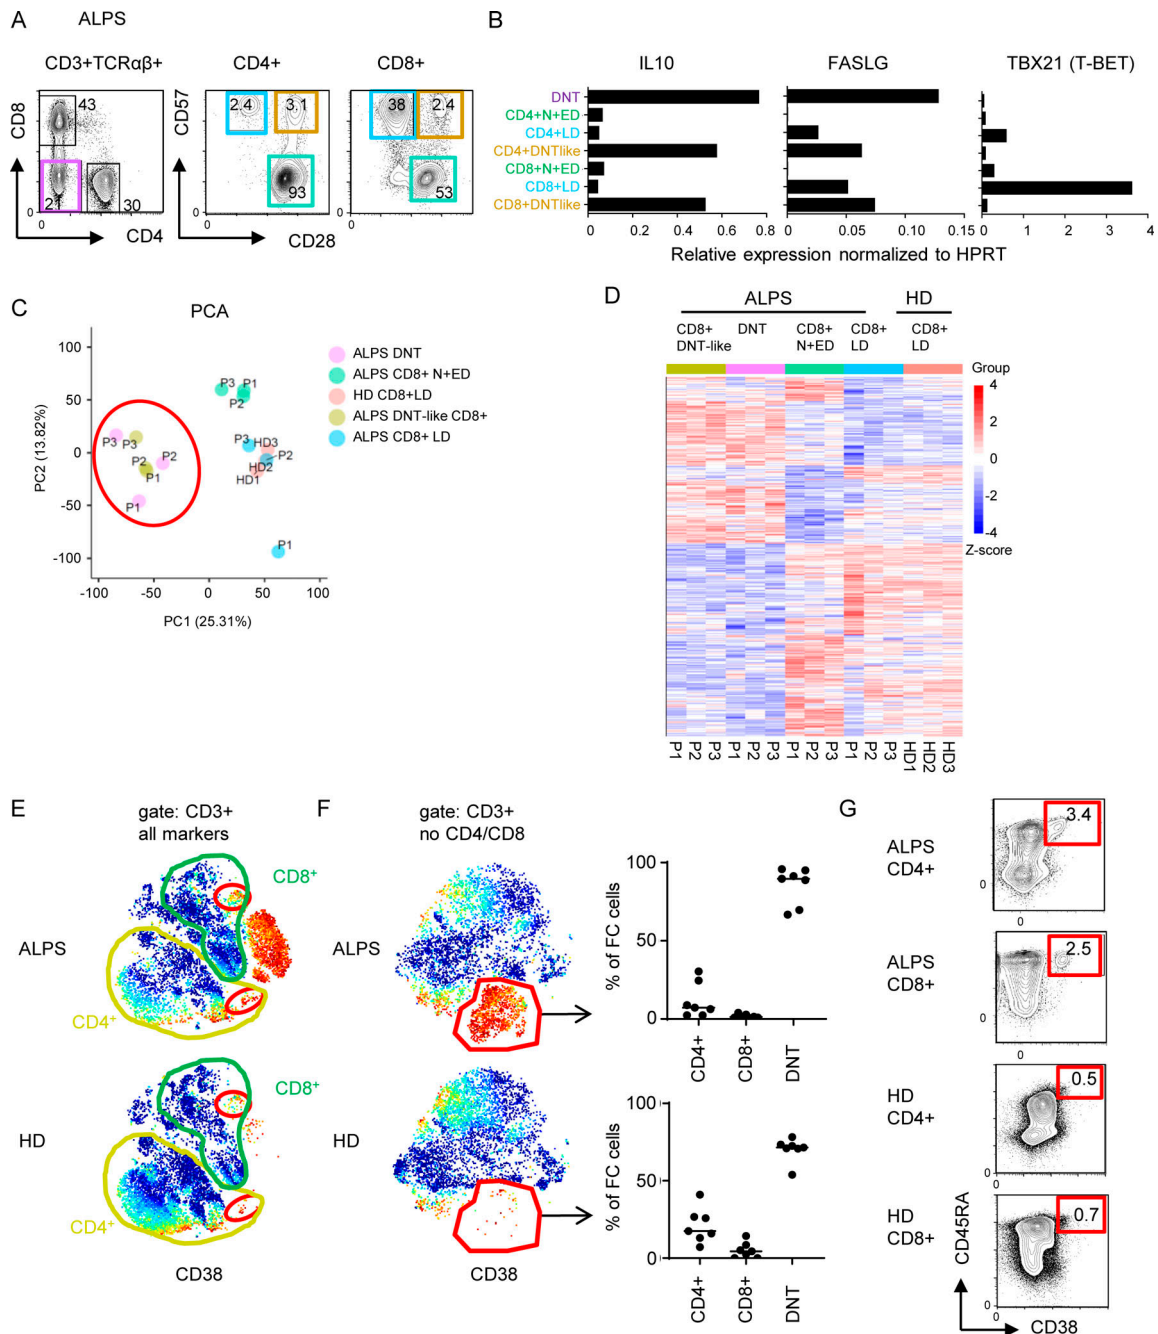 A
ALPS
CD3+TCRαβ+
CD4+
CD8+
CD8
43
21
30
CD4
CD57
2.4
3.1
93
CD28
38
2.4
53
B
IL10
FASLG
TBX21 (T-BET)
DNT
CD4+N+ED
CD4+LD
CD4+DNTlike
CD8+N+ED
CD8+LD
CD8+DNTlike
0.0 0.2 0.4 0.6 0.8
0.00 0.05 0.10 0.15
0 1 2 3 4
Relative expression normalized to HPRT
C
PCA
PC2 (13.82%)
100
50
0
-50
-100
-100 -50 0 50 100
PC1 (25.31%)
P3 P1
P2
P3 P3
P2 P2
P1
P1
P3 HD3
P2
HD2
HD1
P1
ALPS DNT
ALPS CD8+ N+ED
HD CD8+LD
ALPS DNT-like CD8+
ALPS CD8+ LD
D
ALPS HD
CD8+ DNT CD8+ CD8+ CD8+
DNT-like N+ED LD LD
Group
4
2
0
-2
-4
Z-score
P1 P2 P3 P1 P2 P3 P1 P2 P3 P1 P2 P3 HD1 HD2 HD3
E
gate: CD3+
all markers
ALPS
CD8+
CD4+
HD
CD8+
CD4+
CD38
F
gate: CD3+
no CD4/CD8
ALPS
HD
CD38
% of FC cells
100
50
0
CD4+ CD8+ DNT
% of FC cells
100
50
0
CD4+ CD8+ DNT
G
ALPS
CD4+
3.4
0
0
ALPS
CD8+
2.5
0
0
HD
CD4+
0.5
0
0
HD
CD8+
0.7
0
0
CD45RA
CD38